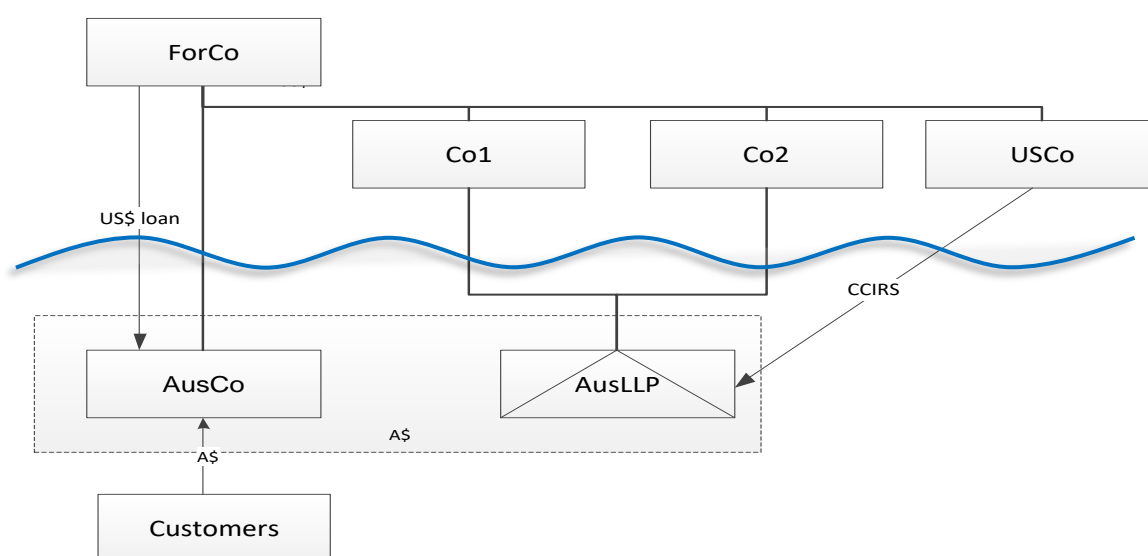 ForCo
Co1
Co2
USCo
US$ loan
CCIRS
AusCo
AusLLP
A$
A$
Customers